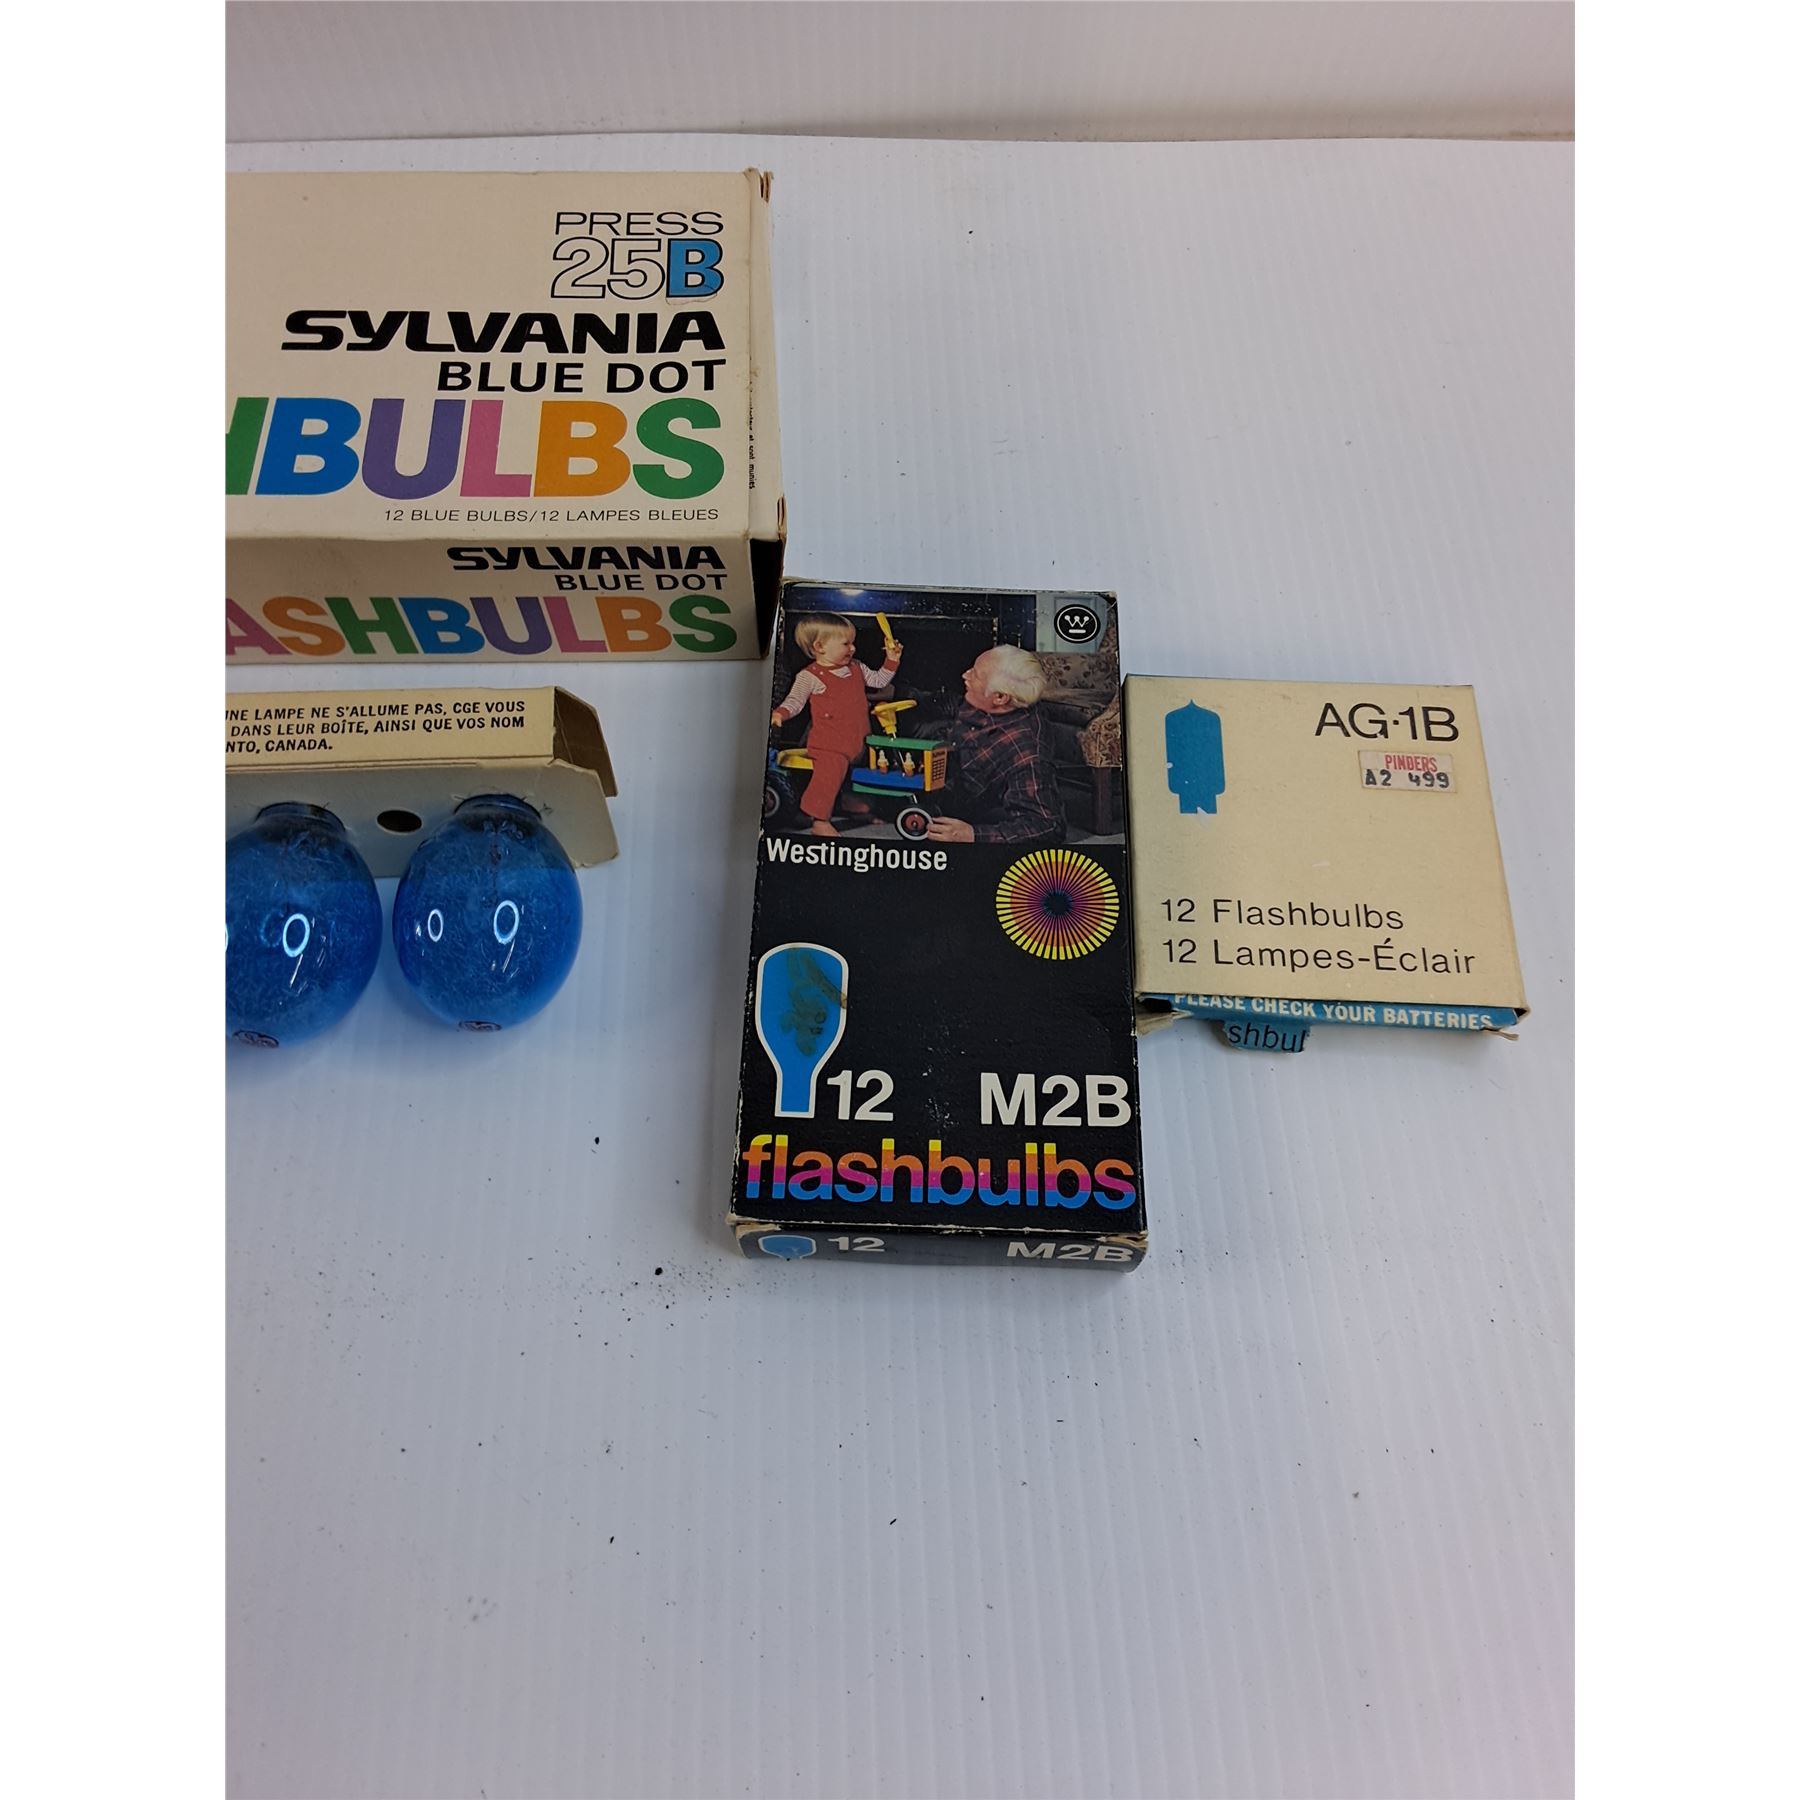 PRESS
25B
SYLVANIA
BLUE DOT
HBULBS
12 BLUE BULBS/12 LAMPES BLEUES
SYLVANIA
BLUE DOT
ASHBULBS
UNE LAMPE NE S'ALLUME PAS, CGE VOUS
DANS LEUR BOÎTE, AINSI QUE VOS NOM
NTO, CANADA.
W
Westinghouse
12 M2B
flashbulbs
12 M2B
AG-1B
PINDERS
A2 499
12 Flashbulbs
12 Lampes-Éclair
PLEASE CHECK YOUR BATTERIES
shbul